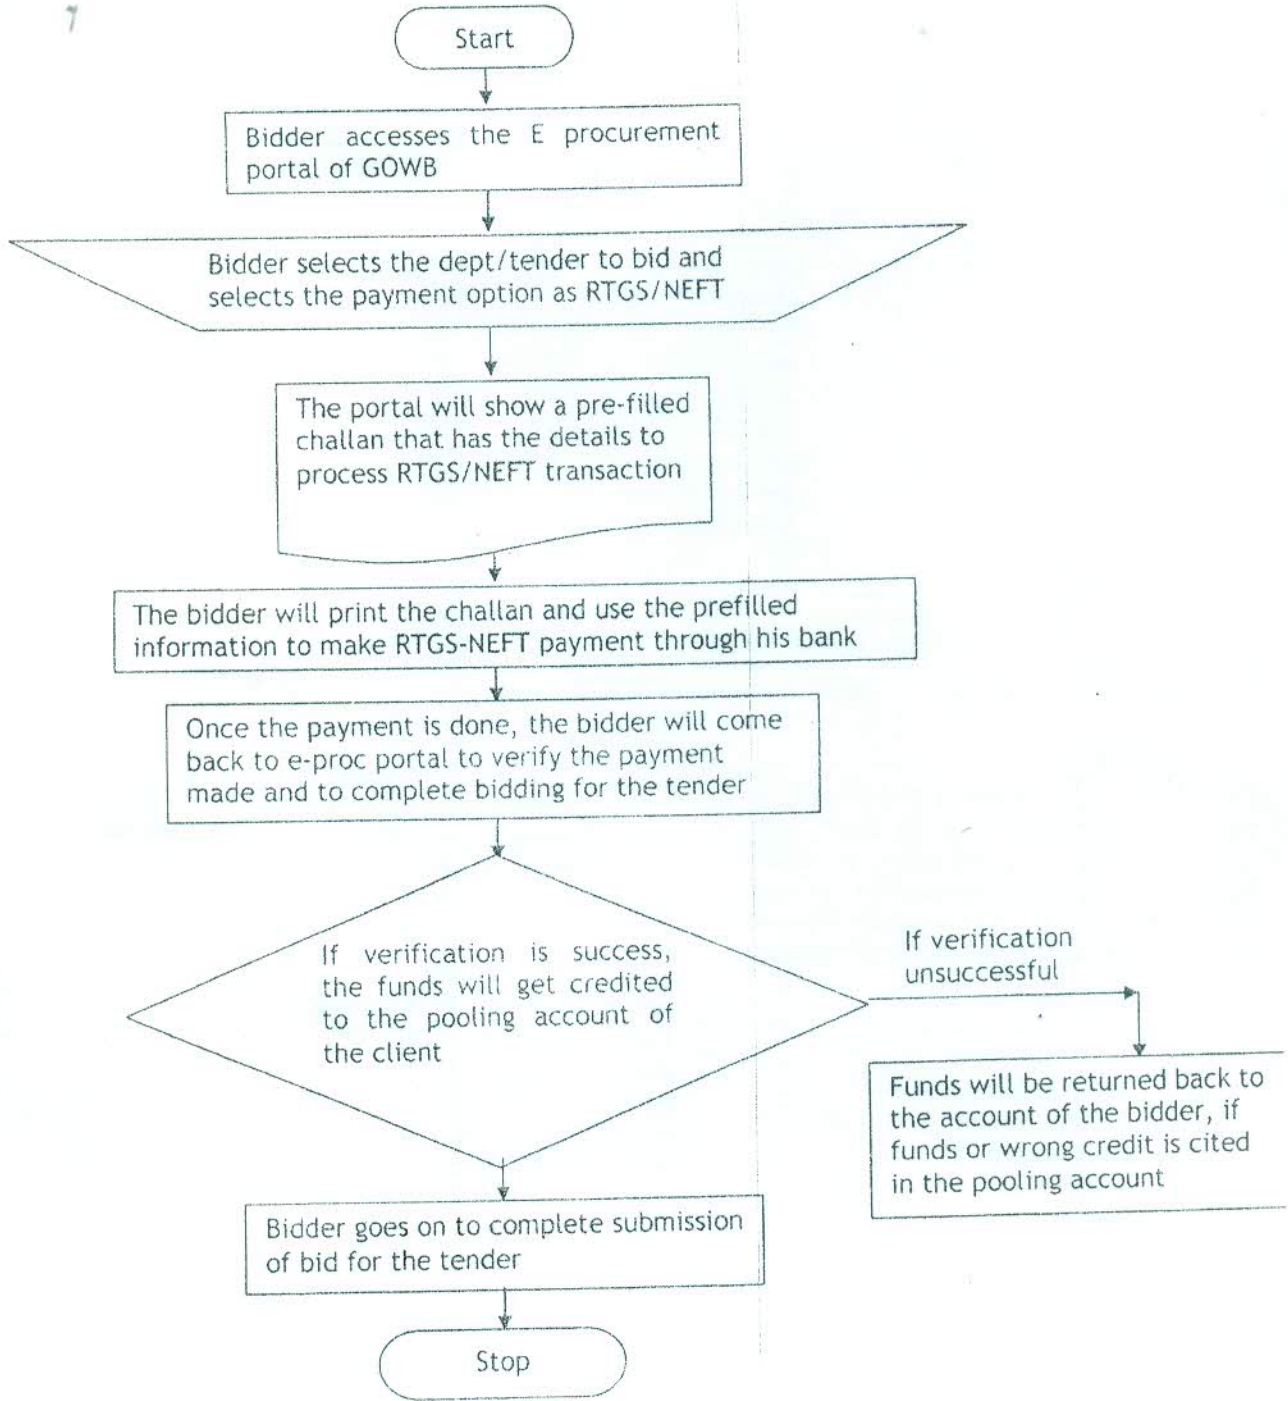 Start
Bidder accesses the E procurement
portal of GOWB
Bidder selects the dept/tender to bid and
selects the payment option as RTGS/NEFT
The portal will show a pre-filled
challan that has the details to
process RTGS/NEFT transaction
The bidder will print the challan and use the prefilled
information to make RTGS-NEFT payment through his bank
Once the payment is done, the bidder will come
back to e-proc portal to verify the payment
made and to complete bidding for the tender
If verification is success,
the funds will get credited
to the pooling account of
the client
If verification
unsuccessful
Funds will be returned back to
the account of the bidder, if
funds or wrong credit is cited
in the pooling account
Bidder goes on to complete submission
of bid for the tender
Stop